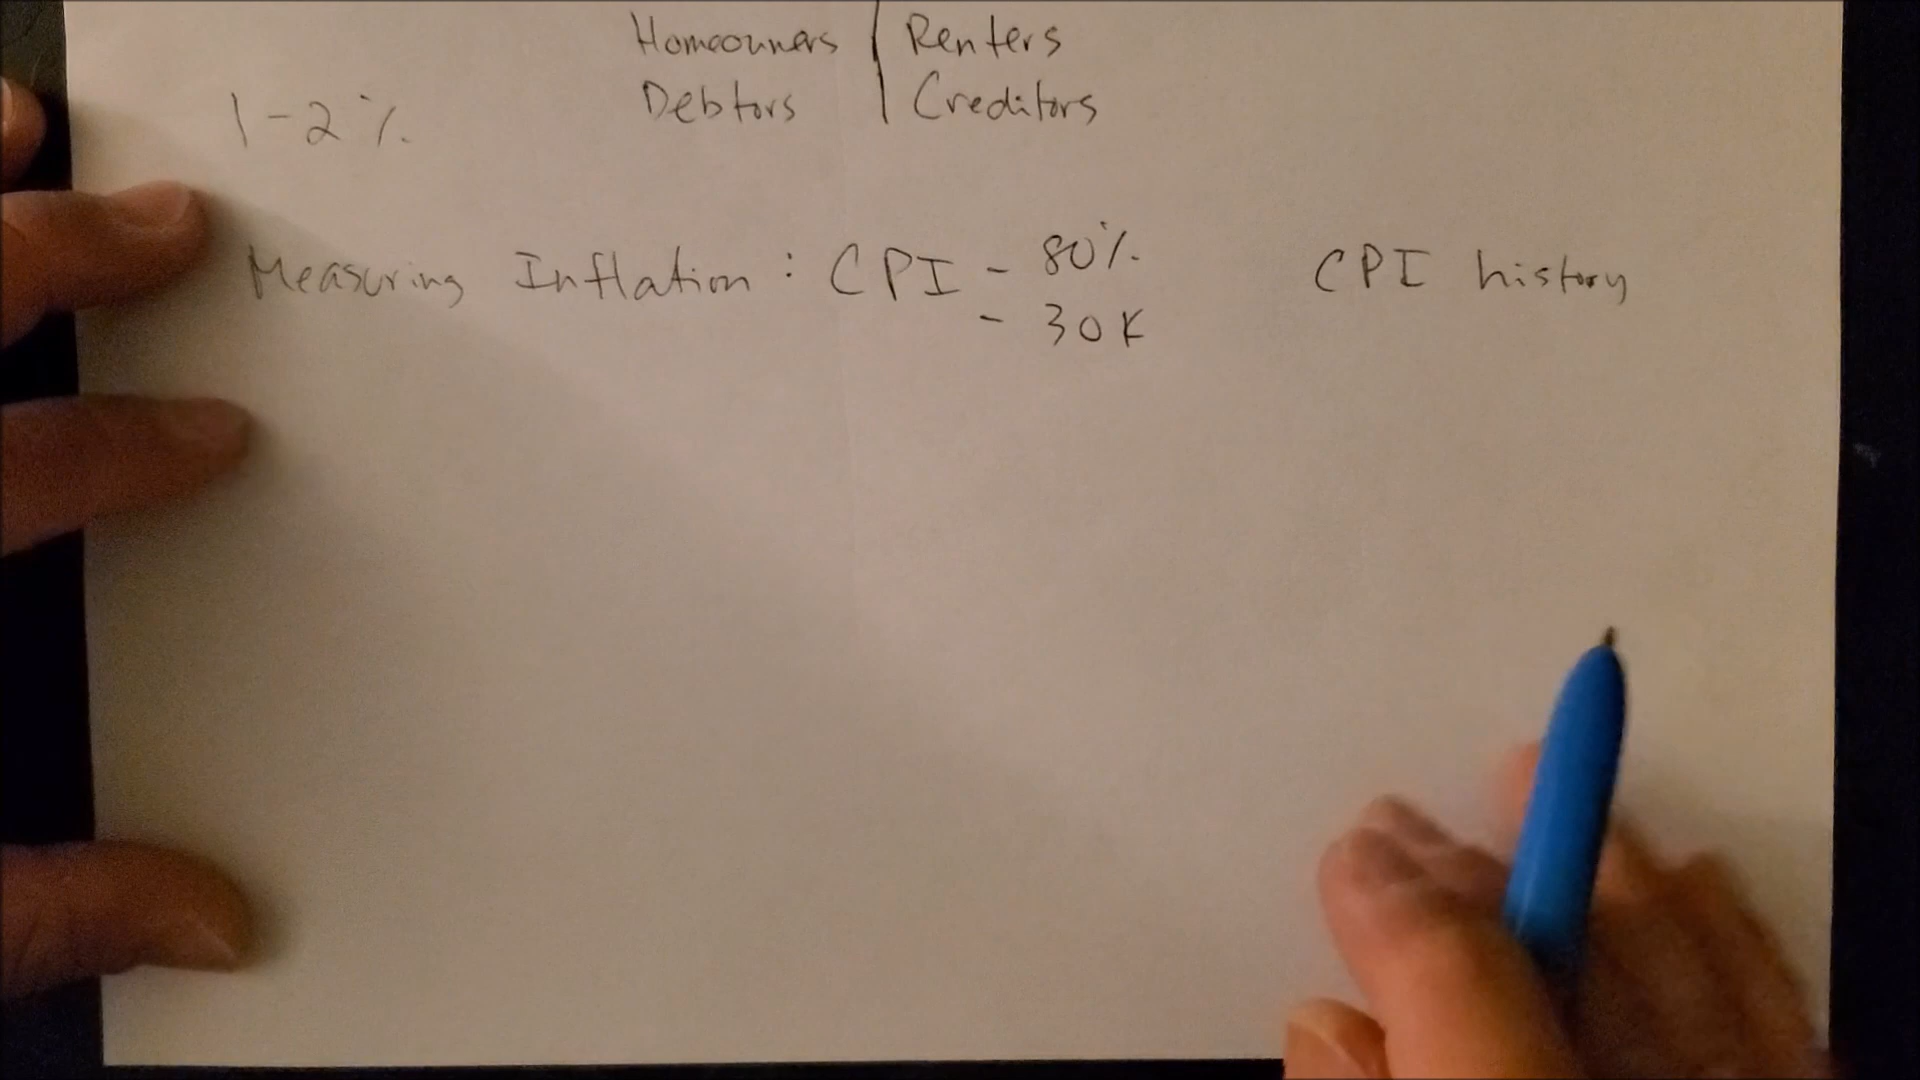 Homeowners | Renters
Debtors | Creditors
1-2%
Measuring Inflation : CPI - 80% CPI history
- 30K